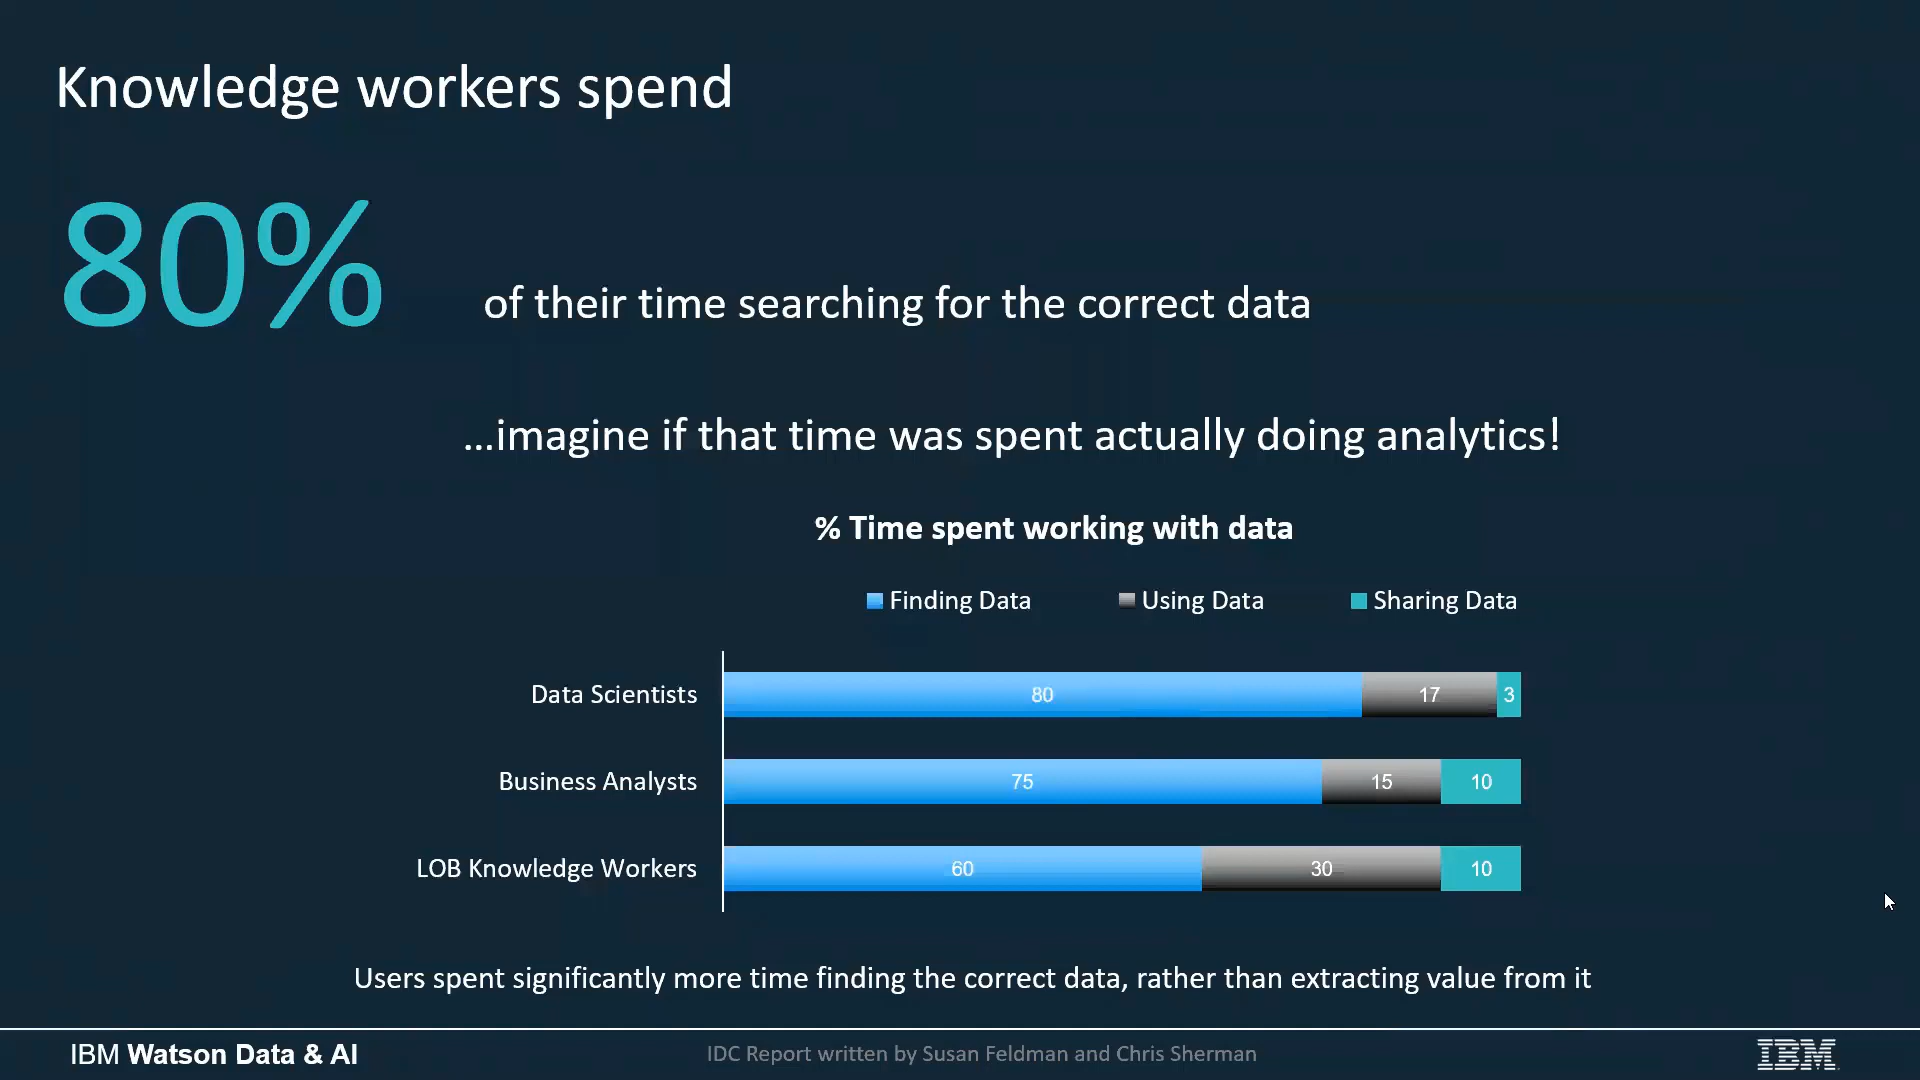 Knowledge workers spend
80%
of their time searching for the correct data
...imagine if that time was spent actually doing analytics!
% Time spent working with data
Finding Data Using Data Sharing Data
Data Scientists 80 17 3
Business Analysts 75 15 10
LOB Knowledge Workers 60 30 10
Users spent significantly more time finding the correct data, rather than extracting value from it
IBM Watson Data & AI IDC Report written by Susan Feldman and Chris Sherman IBM